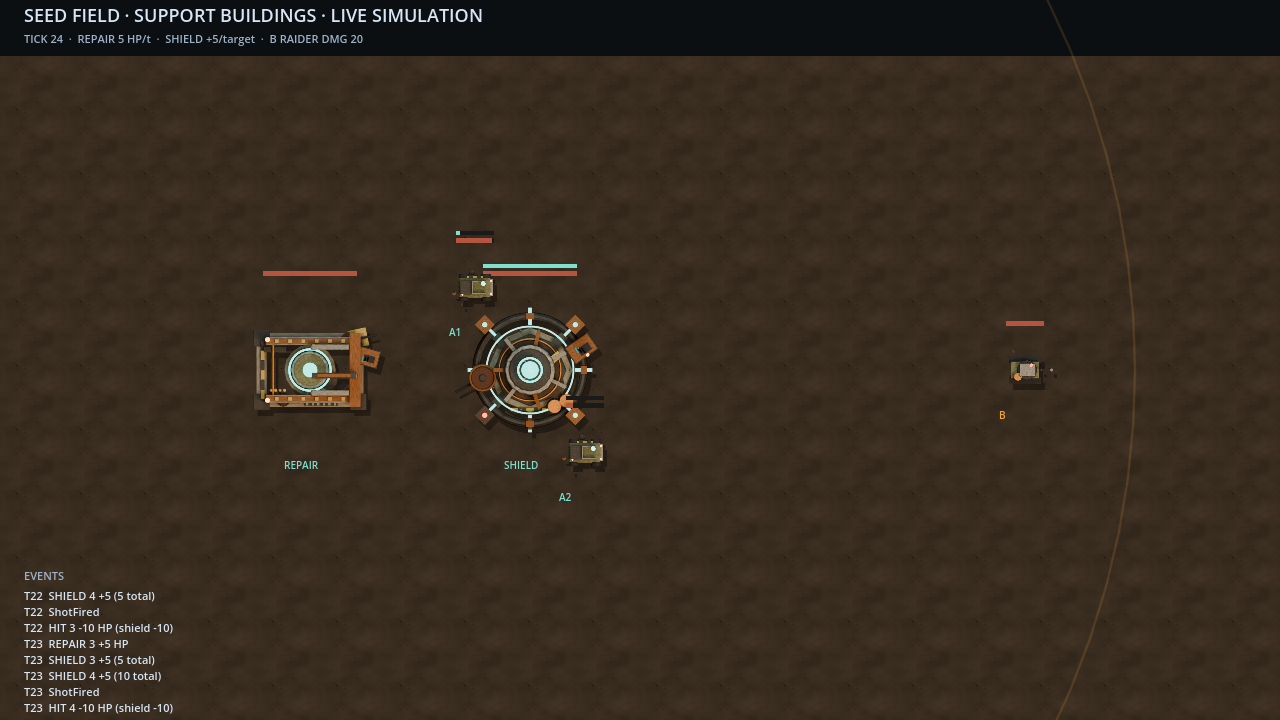 SEED FIELD · SUPPORT BUILDINGS · LIVE SIMULATION
TICK 24 · REPAIR 5 HP/t · SHIELD +5/target · B RAIDER DMG 20
A1
B
REPAIR
SHIELD
A2
EVENTS
T22 SHIELD 4 +5 (5 total)
T22 ShotFired
T22 HIT 3 -10 HP (shield -10)
T23 REPAIR 3 +5 HP
T23 SHIELD 3 +5 (5 total)
T23 SHIELD 4 +5 (10 total)
T23 ShotFired
T23 HIT 4 -10 HP (shield -10)